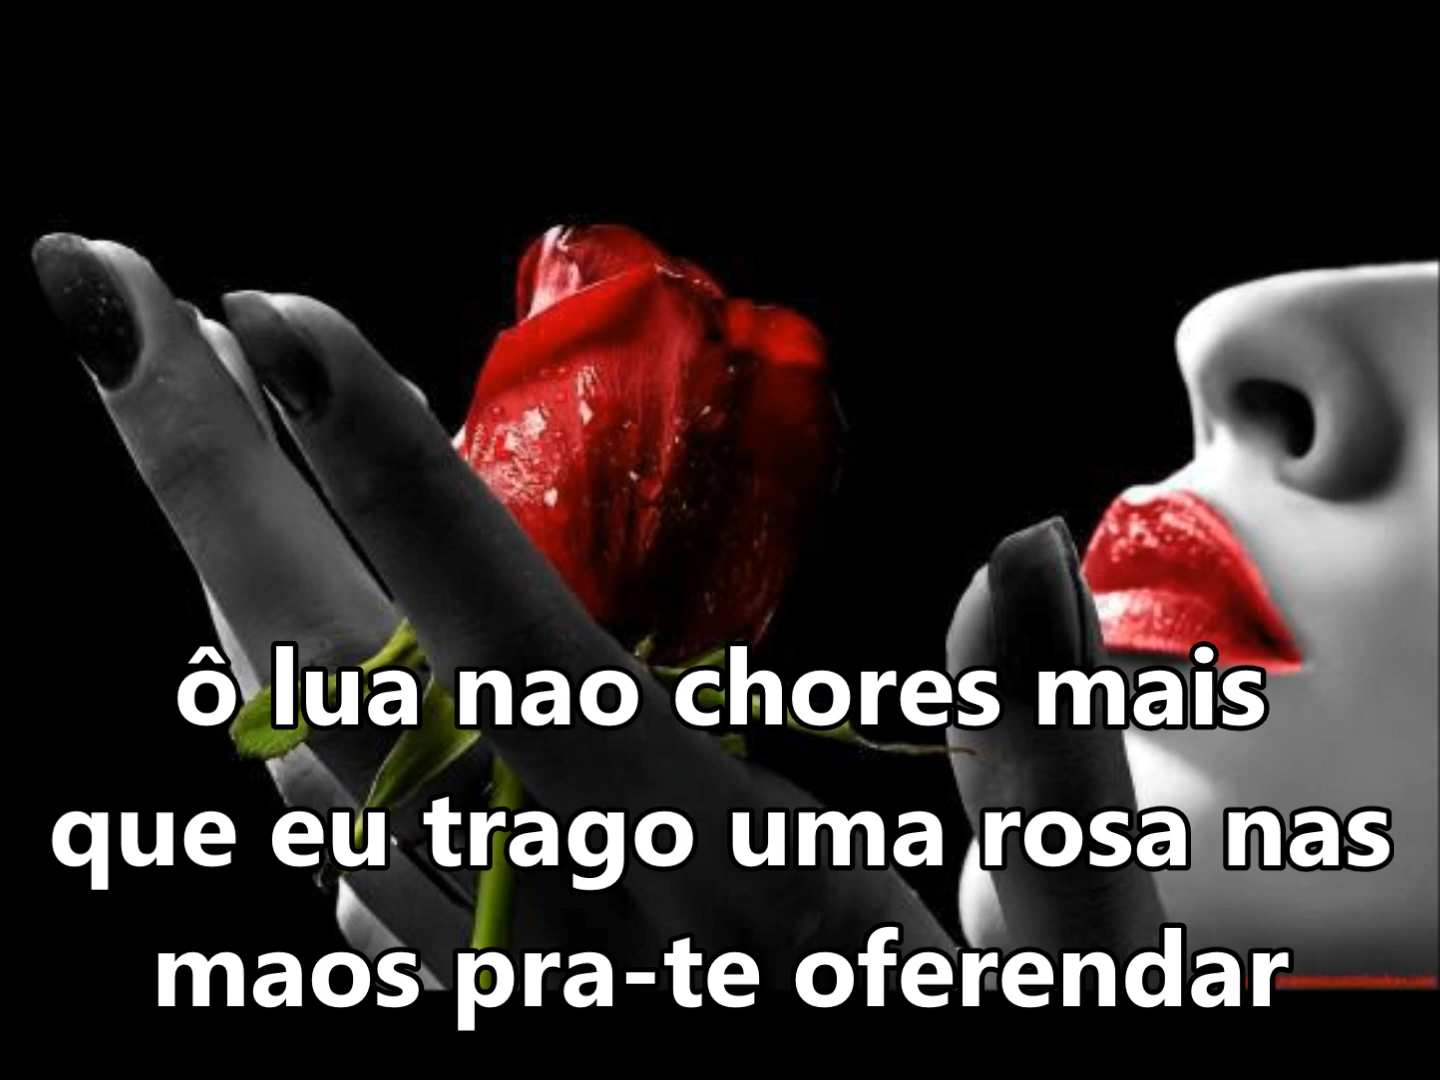 ô lua nao chores mais
que eu trago uma rosa nas
maos pra-te oferendar